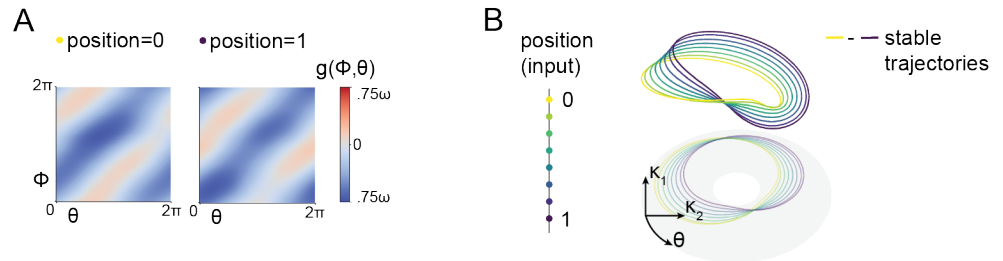 A
position=0
position=1
g(Φ,θ)
2π
Φ
0
θ
2π
0
θ
2π
.75ω
0
.75ω
B
position
(input)
0
1
- stable
trajectories
K1
K2
θ